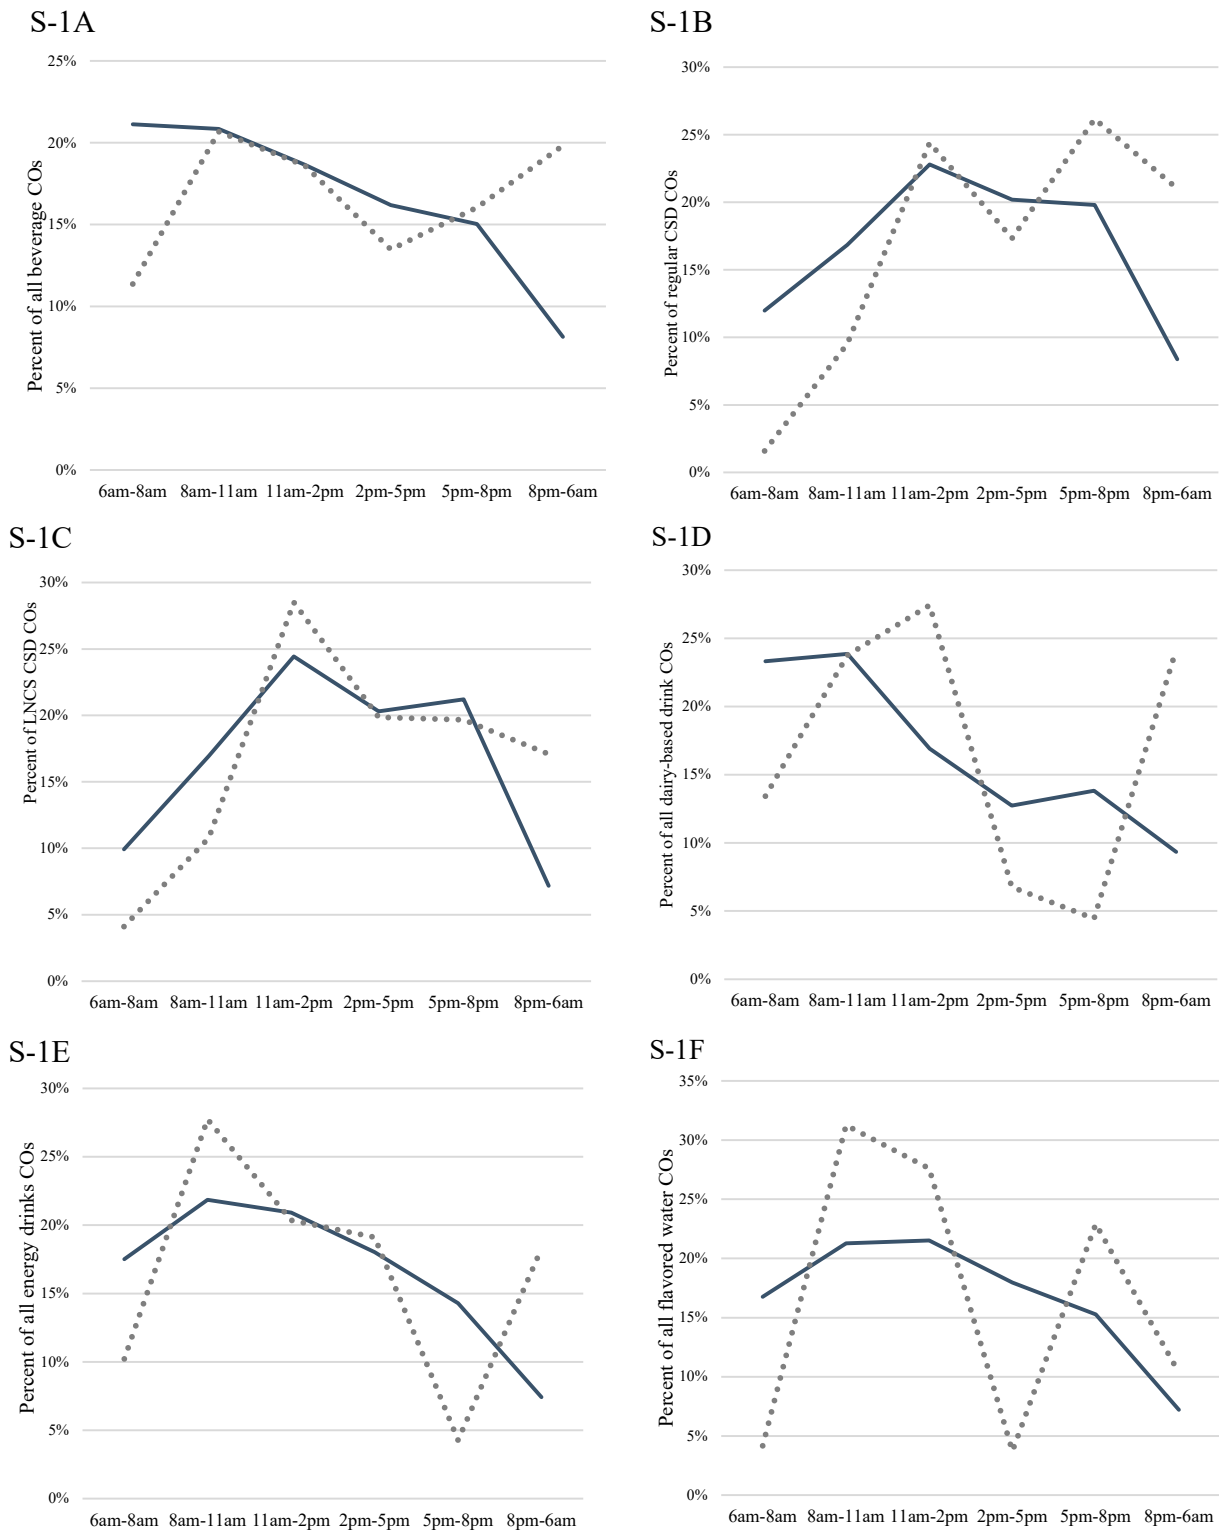 S-1A
Percent of all beverage COs
25%
20%
15%
10%
5%
0%
6am-8am 8am-11am 11am-2pm 2pm-5pm 5pm-8pm 8pm-6am
S-1B
Percent of regular CSD COs
30%
25%
20%
15%
10%
5%
0%
6am-8am 8am-11am 11am-2pm 2pm-5pm 5pm-8pm 8pm-6am
S-1C
Percent of LNCS CSD COs
30%
25%
20%
15%
10%
5%
0%
6am-8am 8am-11am 11am-2pm 2pm-5pm 5pm-8pm 8pm-6am
S-1D
Percent of all dairy-based drink COs
30%
25%
20%
15%
10%
5%
0%
6am-8am 8am-11am 11am-2pm 2pm-5pm 5pm-8pm 8pm-6am
S-1E
Percent of all energy drinks COs
30%
25%
20%
15%
10%
5%
0%
6am-8am 8am-11am 11am-2pm 2pm-5pm 5pm-8pm 8pm-6am
S-1F
Percent of all flavored water COs
35%
30%
25%
20%
15%
10%
5%
0%
6am-8am 8am-11am 11am-2pm 2pm-5pm 5pm-8pm 8pm-6am